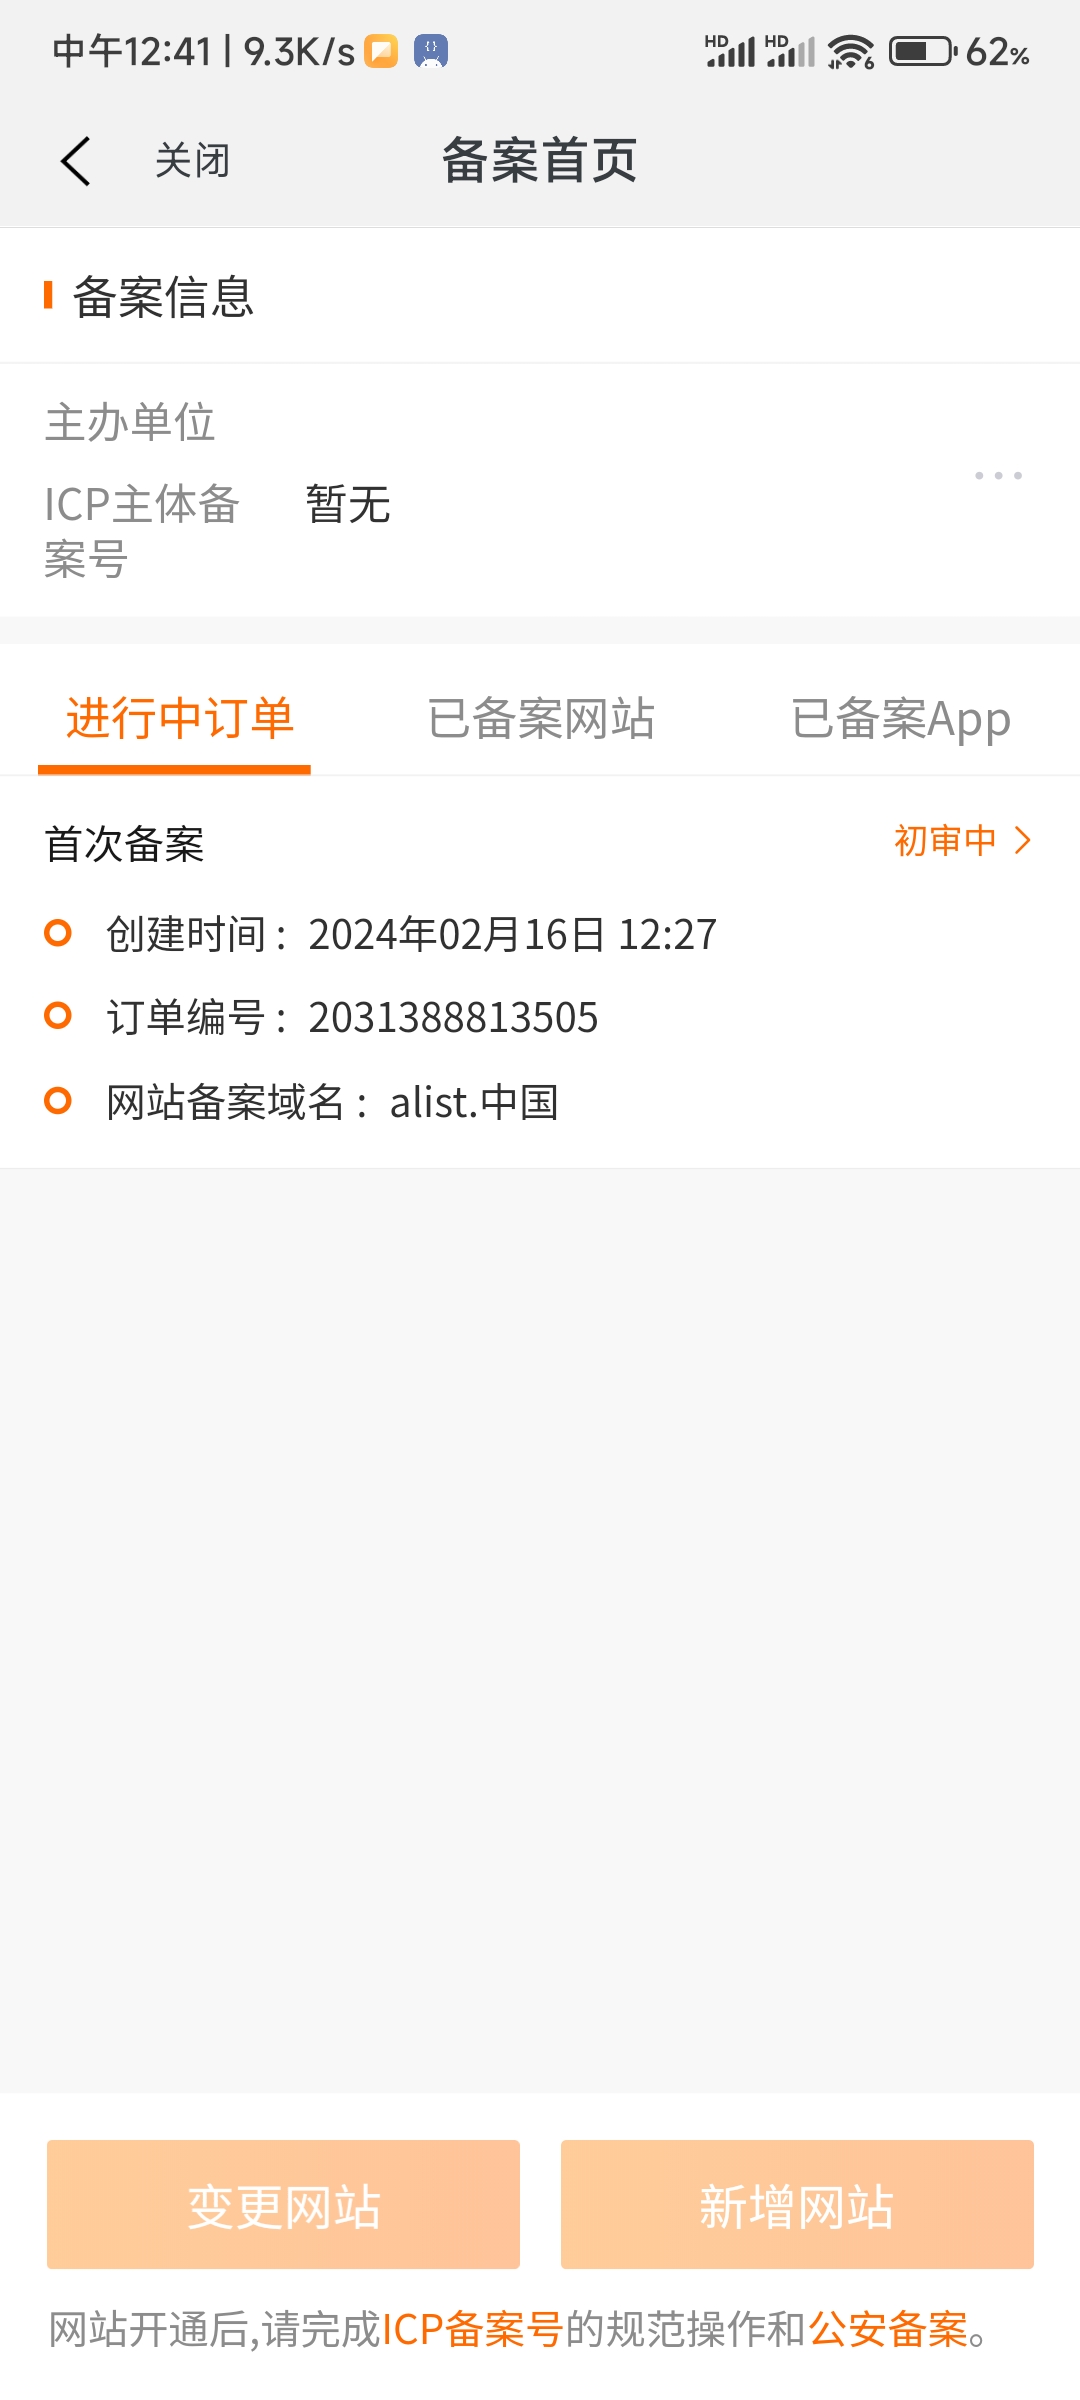 中午12:41 | 9.3K/s HD HD 6 62%
关闭 备案首页
备案信息
主办单位
ICP主体备案号 暂无
进行中订单 已备案网站 已备案App
首次备案 初审中
创建时间： 2024年02月16日 12:27
订单编号： 2031388813505
网站备案域名： alist.中国
变更网站 新增网站
网站开通后,请完成ICP备案号的规范操作和公安备案。